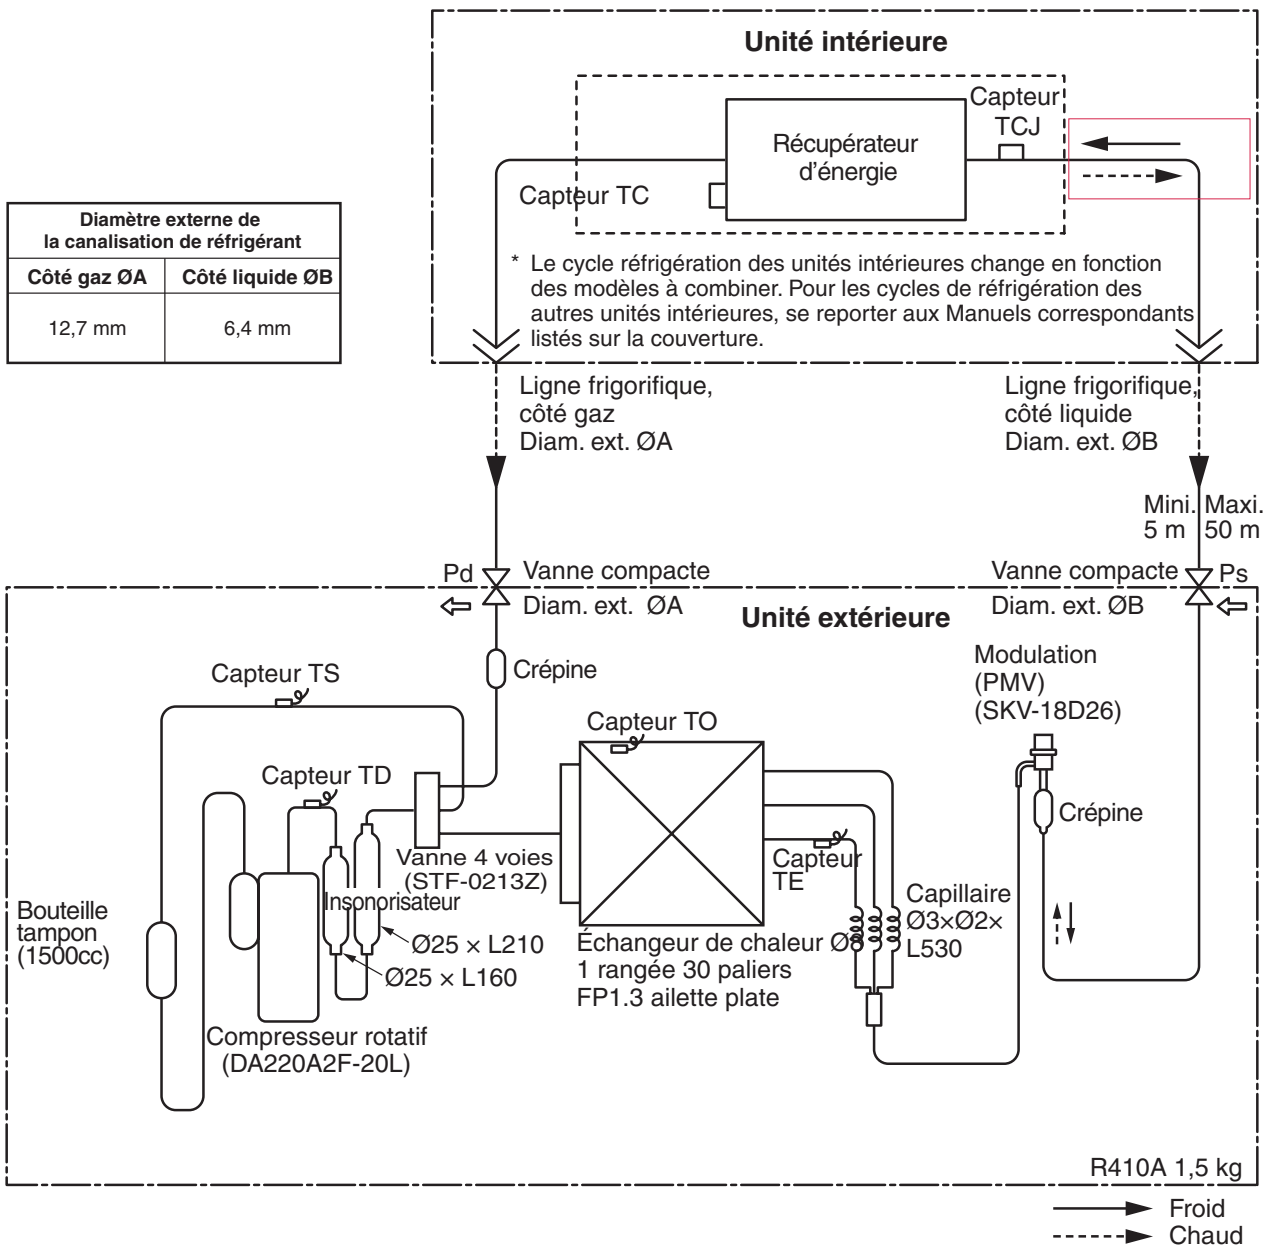 Unité intérieure
Capteur
TCJ
Récupérateur
d'énergie
Capteur TC
Diamètre externe de
la canalisation de réfrigérant
Côté gaz ØA
Côté liquide ØB
12,7 mm
6,4 mm
* Le cycle réfrigération des unités intérieures change en fonction
des modèles à combiner. Pour les cycles de réfrigération des
autres unités intérieures, se reporter aux Manuels correspondants
listés sur la couverture.
Ligne frigorifique,
côté gaz
Diam. ext. ØA
Ligne frigorifique,
côté liquide
Diam. ext. ØB
Mini. Maxi.
5 m 50 m
Pd
Vanne compacte
Diam. ext. ØA
Vanne compacte
Ps
Diam. ext. ØB
Unité extérieure
Crépine
Capteur TS
Modulation
(PMV)
(SKV-18D26)
Capteur TO
Capteur TD
Crépine
Vanne 4 voies
(STF-0213Z)
Capteur
TE
Insonorisateur
Capillaire
Ø3×Ø2×
L530
Bouteille
tampon
(1500cc)
Ø25 × L210
Ø25 × L160
Échangeur de chaleur Ø8
1 rangée 30 paliers
FP1.3 ailette plate
Compresseur rotatif
(DA220A2F-20L)
R410A 1,5 kg
Froid
Chaud